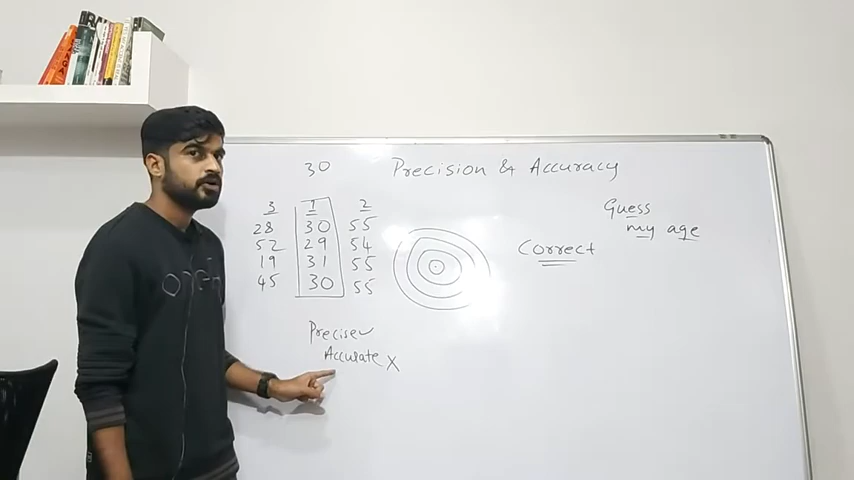 30
Precision & Accuracy
3 1 2
28 30 55
52 29 54
19 31 55
45 30 55
Correct
Guess
my age
Precise✓
Accurate X